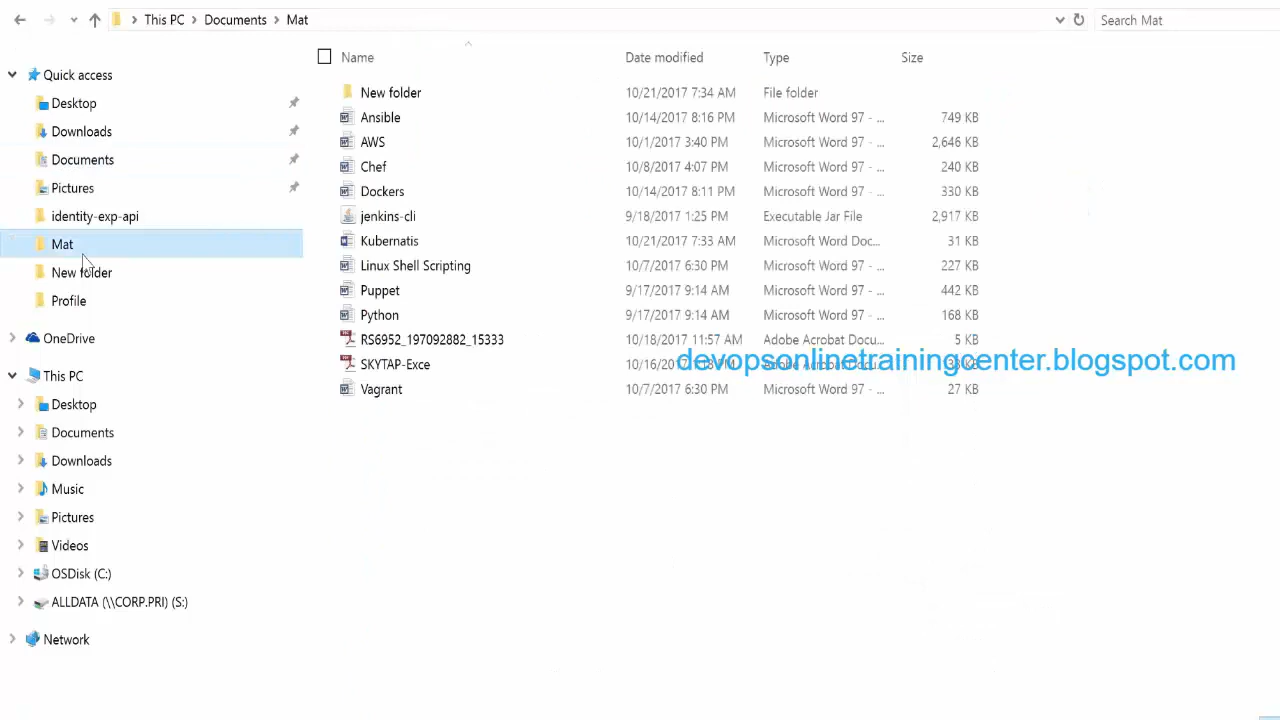 This PC > Documents > Mat
Search Mat
Name Date modified Type Size
Quick access
Desktop
Downloads
Documents
Pictures
identity-exp-api
Mat
New folder
Profile
OneDrive
This PC
Desktop
Documents
Downloads
Music
Pictures
Videos
OSDisk (C:)
ALLDATA (\\CORP.PRI) (S:)
Network
New folder 10/21/2017 7:34 AM File folder
Ansible 10/14/2017 8:16 PM Microsoft Word 97 - ... 749 KB
AWS 10/1/2017 3:40 PM Microsoft Word 97 - ... 2,646 KB
Chef 10/8/2017 4:07 PM Microsoft Word 97 - ... 240 KB
Dockers 10/14/2017 8:11 PM Microsoft Word 97 - ... 330 KB
jenkins-cli 9/18/2017 1:25 PM Executable Jar File 2,917 KB
Kubernatis 10/21/2017 7:33 AM Microsoft Word Doc... 31 KB
Linux Shell Scripting 10/7/2017 6:30 PM Microsoft Word 97 - ... 227 KB
Puppet 9/17/2017 9:14 AM Microsoft Word 97 - ... 442 KB
Python 9/17/2017 9:14 AM Microsoft Word 97 - ... 168 KB
RS6952_197092882_15333 10/18/2017 11:57 AM Adobe Acrobat Docu... 5 KB
SKYTAP-Exce Adobe Acrobat Docu... KB
devopsonlinetrainingcenter.blogspot.com
Vagrant 10/7/2017 6:30 PM Microsoft Word 97 - ... 27 KB